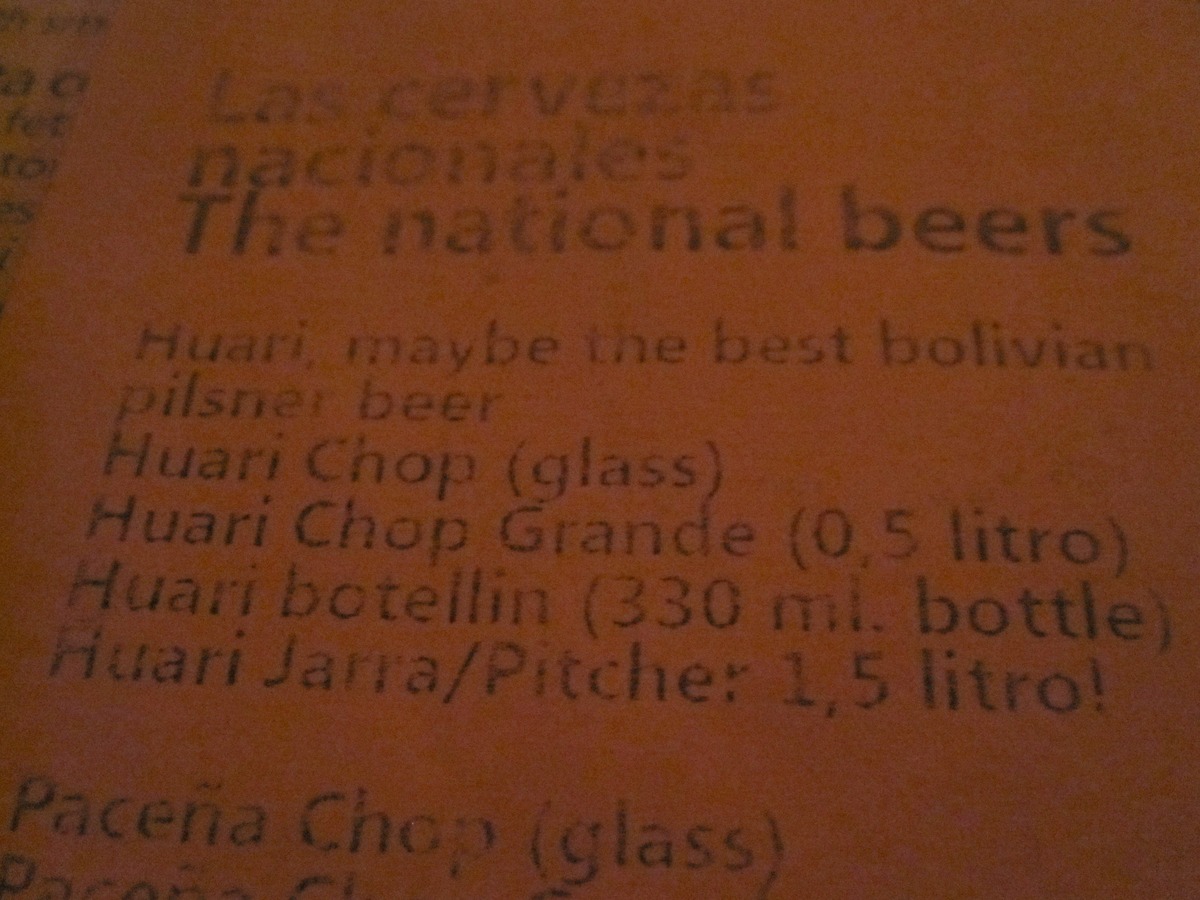 Las cervezas
nacionales
The national beers
Huari, maybe the best bolivian
pilsner beer
Huari Chop (glass)
Huari Chop Grande (0,5 litro)
Huari botellin (330 ml. bottle)
Huari Jarra/Pitcher 1,5 litro!
Paceña Chop (glass)
Paceña